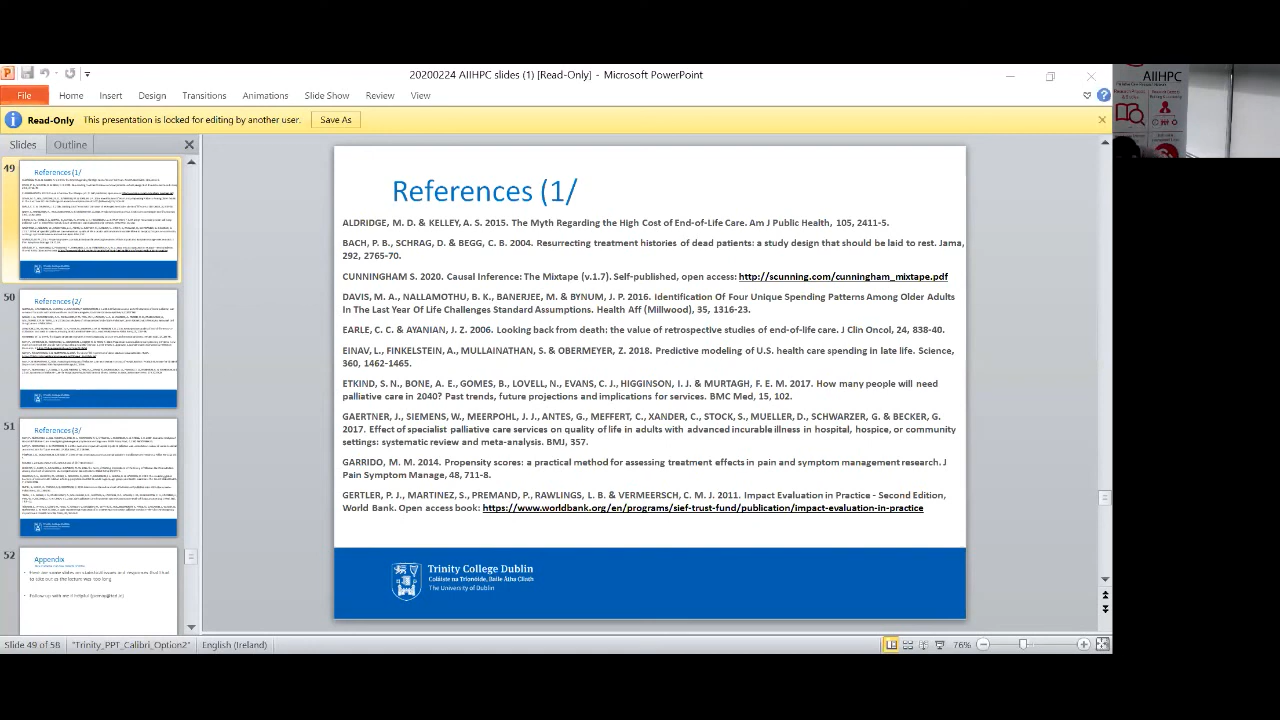 20200224 AIIHPC slides (1) [Read-Only] - Microsoft PowerPoint
File Home Insert Design Transitions Animations Slide Show Review View
Read-Only This presentation is locked for editing by another user. Save As
Slides Outline
49
References (1/
50
References (2/
51
References (3/
52
Appendix
References (1/
ALDRIDGE, M. D. & KELLEY, A. S. 2015. The Myth Regarding the High Cost of End-of-Life Care. Am J Public Health, 105, 2411-5.
BACH, P. B., SCHRAG, D. & BEGG, C. B. 2004. Resurrecting treatment histories of dead patients: a study design that should be laid to rest. Jama,
292, 2765-70.
CUNNINGHAM S. 2020. Causal Inference: The Mixtape (v.1.7). Self-published, open access: http://scunning.com/cunningham_mixtape.pdf
DAVIS, M. A., NALLAMOTHU, B. K., BANERJEE, M. & BYNUM, J. P. 2016. Identification Of Four Unique Spending Patterns Among Older Adults
In The Last Year Of Life Challenges Standard Assumptions. Health Aff (Millwood), 35, 1316-23.
EARLE, C. C. & AYANIAN, J. Z. 2006. Looking back from death: the value of retrospective studies of end-of-life care. J Clin Oncol, 24, 838-40.
EINAV, L., FINKELSTEIN, A., MULLAINATHAN, S. & OBERMEYER, Z. 2018. Predictive modeling of U.S. health care spending in late life. Science,
360, 1462-1465.
ETKIND, S. N., BONE, A. E., GOMES, B., LOVELL, N., EVANS, C. J., HIGGINSON, I. J. & MURTAGH, F. E. M. 2017. How many people will need
palliative care in 2040? Past trends, future projections and implications for services. BMC Med, 15, 102.
GAERTNER, J., SIEMENS, W., MEERPOHL, J. J., ANTES, G., MEFFERT, C., XANDER, C., STOCK, S., MUELLER, D., SCHWARZER, G. & BECKER, G.
2017. Effect of specialist palliative care services on quality of life in adults with advanced incurable illness in hospital, hospice, or community
settings: systematic review and meta-analysis. BMJ, 357.
GARRIDO, M. M. 2014. Propensity scores: a practical method for assessing treatment effects in pain and symptom management research. J
Pain Symptom Manage, 48, 711-8.
GERTLER, P. J., MARTINEZ, S., PREMAND, P., RAWLINGS, L. B. & VERMEERSCH, C. M. J. 2011. Impact Evaluation in Practice - Second Edition,
World Bank. Open access book: https://www.worldbank.org/en/programs/sief-trust-fund/publication/impact-evaluation-in-practice
Trinity College Dublin
Coláiste na Tríonóide, Baile Átha Cliath
The University of Dublin
AIIHPC
Slide 49 of 58 "Trinity_PPT_Calibri_Option2" English (Ireland) 76%